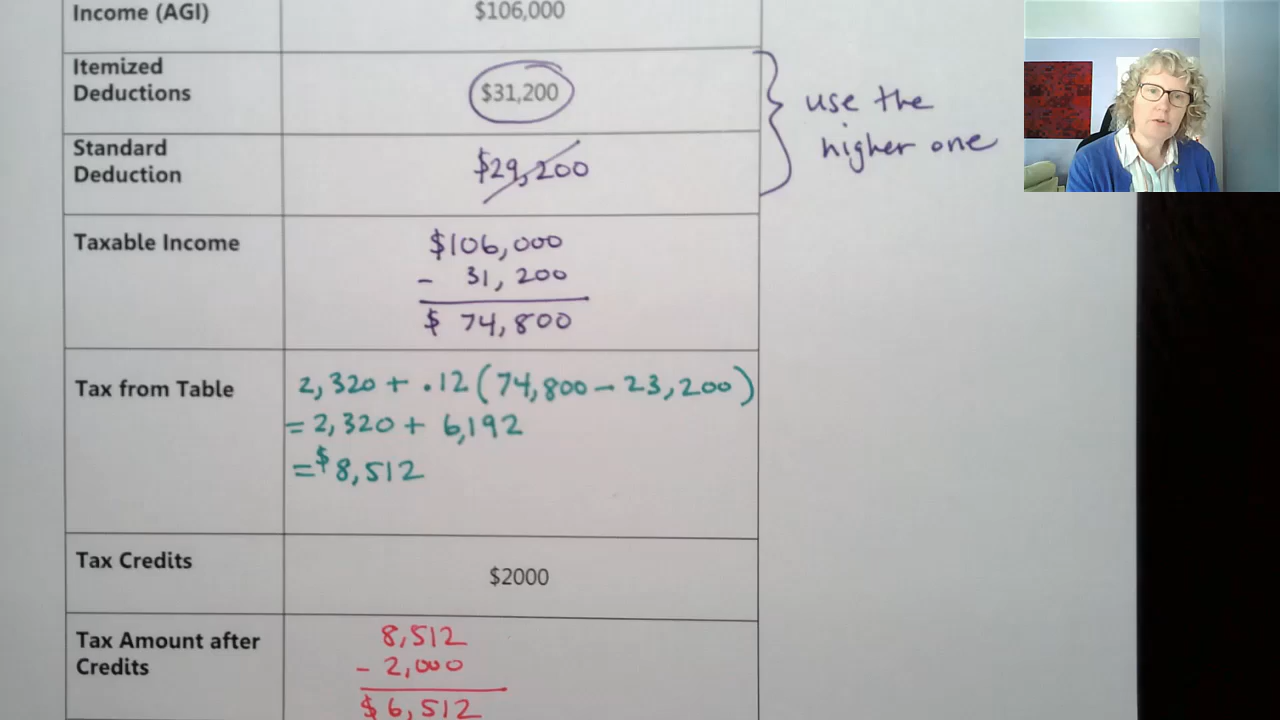 Income (AGI) $106,000
Itemized
Deductions $31,200
use the
higher one
Standard
Deduction $29,200
Taxable Income $106,000
- 31,200
$ 74,800
Tax from Table 2,320 + .12 (74,800 - 23,200)
= 2,320 + 6,192
= $8,512
Tax Credits $2000
Tax Amount after
Credits 8,512
- 2,000
$6,512